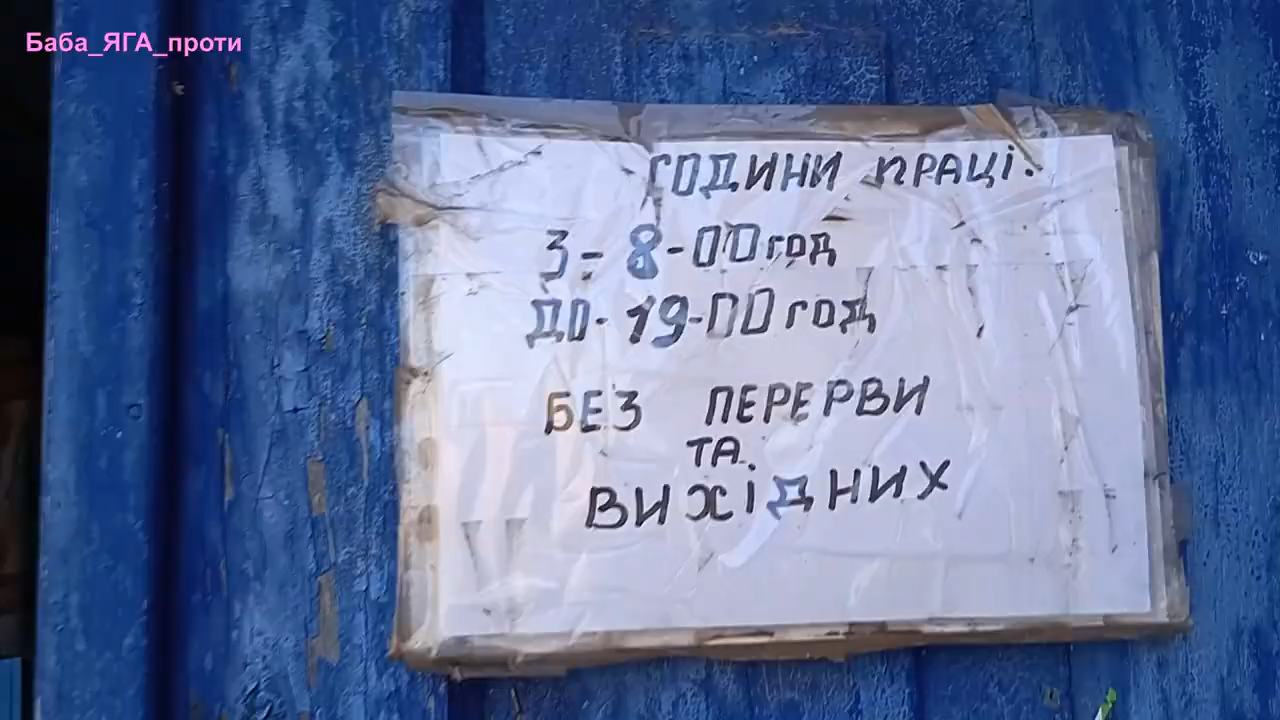 Баба_ЯГА_проти
ГОДИНИ ПРАЦІ.
З- 8-00 год
ДО- 19-00 год
БЕЗ ПЕРЕРВИ
ТА
ВИХІДНИХ